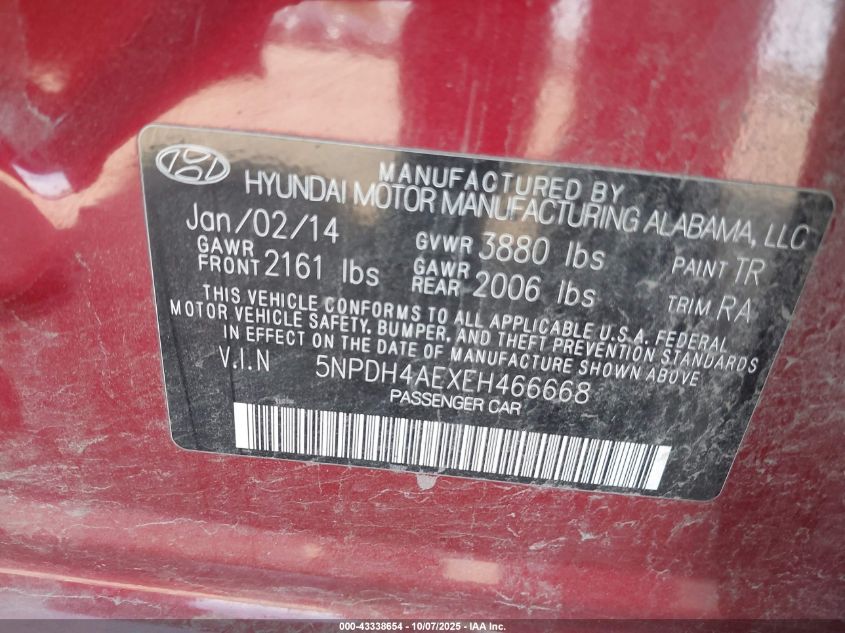 MANUFACTURED BY
HYUNDAI MOTOR MANUFACTURING ALABAMA, LLC
Jan/02/14 GVWR 3880 lbs PAINT TR
GAWR FRONT 2161 lbs GAWR REAR 2006 lbs TRIM RA
THIS VEHICLE CONFORMS TO ALL APPLICABLE U.S.A. FEDERAL
MOTOR VEHICLE SAFETY, BUMPER, AND THEFT PREVENTION STANDARDS
IN EFFECT ON THE DATE OF MANUFACTURE SHOWN ABOVE.
V.I.N 5NPDH4AEXEH466668
PASSENGER CAR
000-43338654 - 10/07/2025 - IAA Inc.